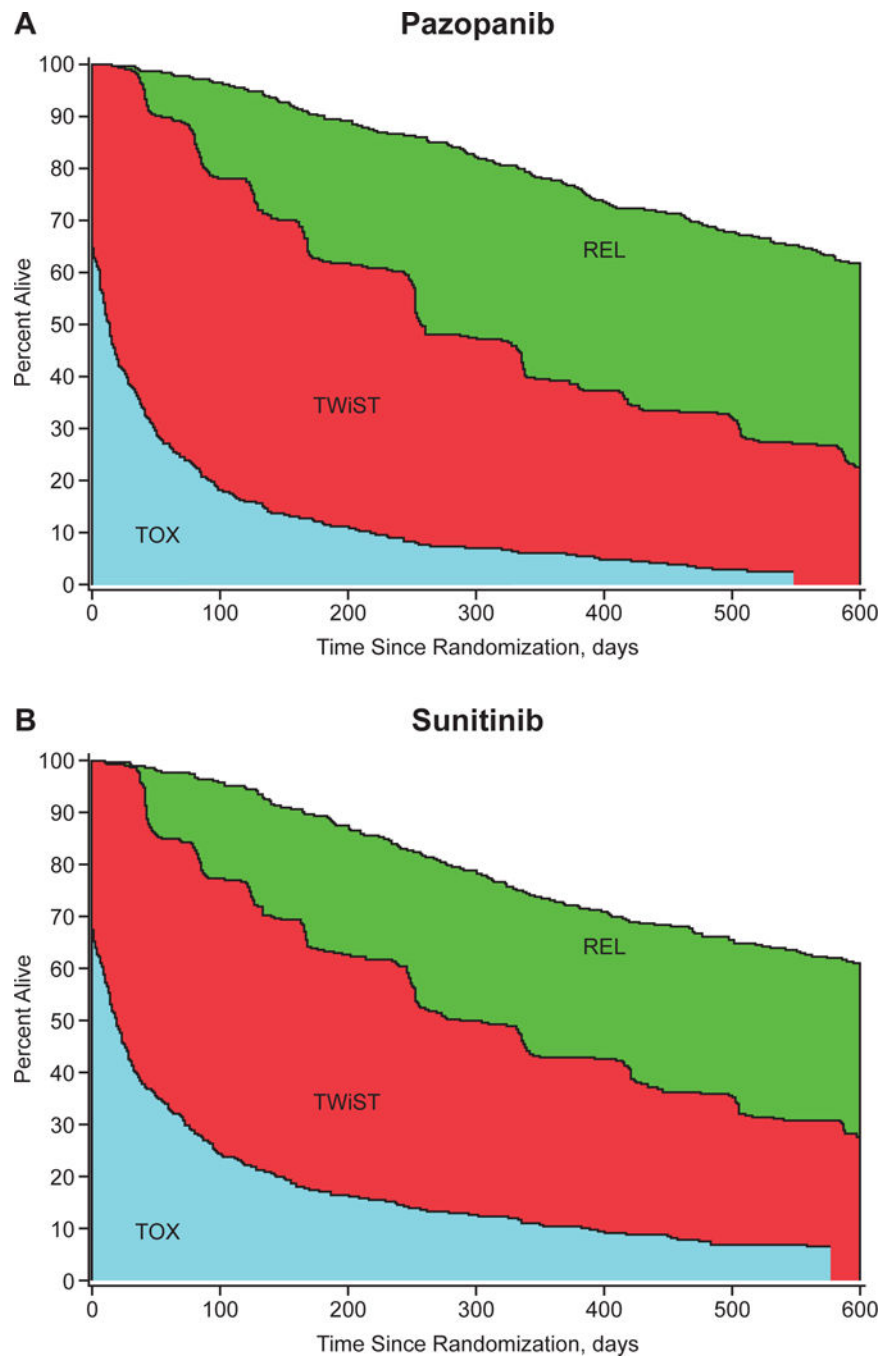 A Pazopanib
100
90
80
70
60
50
40
30
20
10
0
Percent Alive
REL
TWiST
TOX
0 100 200 300 400 500 600
Time Since Randomization, days
B Sunitinib
100
90
80
70
60
50
40
30
20
10
0
Percent Alive
REL
TWiST
TOX
0 100 200 300 400 500 600
Time Since Randomization, days